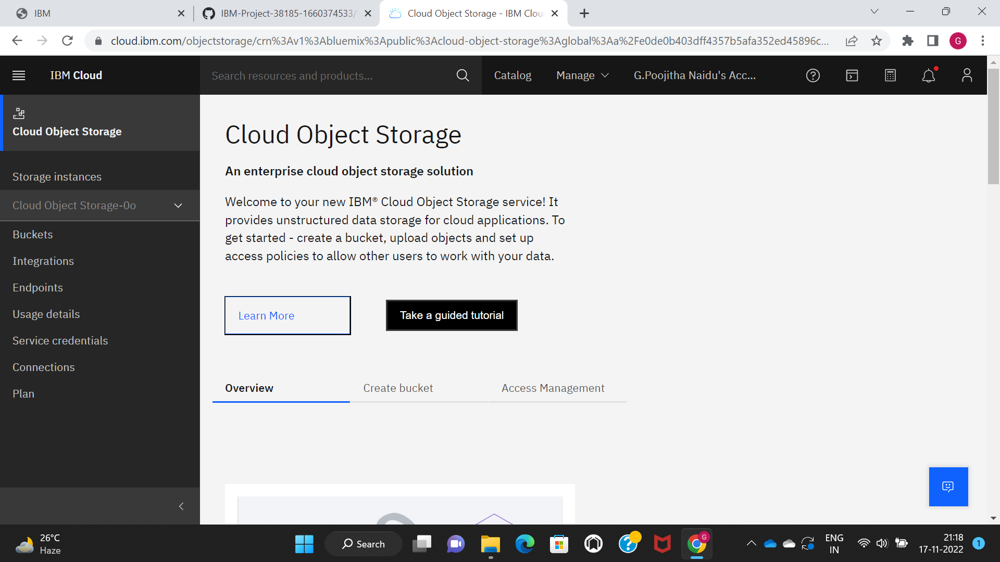 IBM
IBM-Project-38185-1660374533/
Cloud Object Storage - IBM Clou
cloud.ibm.com/objectstorage/crn%3Av1%3Abluemix%3Apublic%3Acloud-object-storage%3Aglobal%3Aa%2Fe0de0b403dff4357b5afa352ed45896c...
G
IBM Cloud
Search resources and products...
Catalog
Manage
G.Poojitha Naidu's Acc...
Cloud Object Storage
Storage instances
Cloud Object Storage-0o
Buckets
Integrations
Endpoints
Usage details
Service credentials
Connections
Plan
Cloud Object Storage
An enterprise cloud object storage solution
Welcome to your new IBM® Cloud Object Storage service! It
provides unstructured data storage for cloud applications. To
get started - create a bucket, upload objects and set up
access policies to allow other users to work with your data.
Learn More
Take a guided tutorial
Overview
Create bucket
Access Management
26°C
Haze
Search
G
ENG
IN
21:18
17-11-2022
1